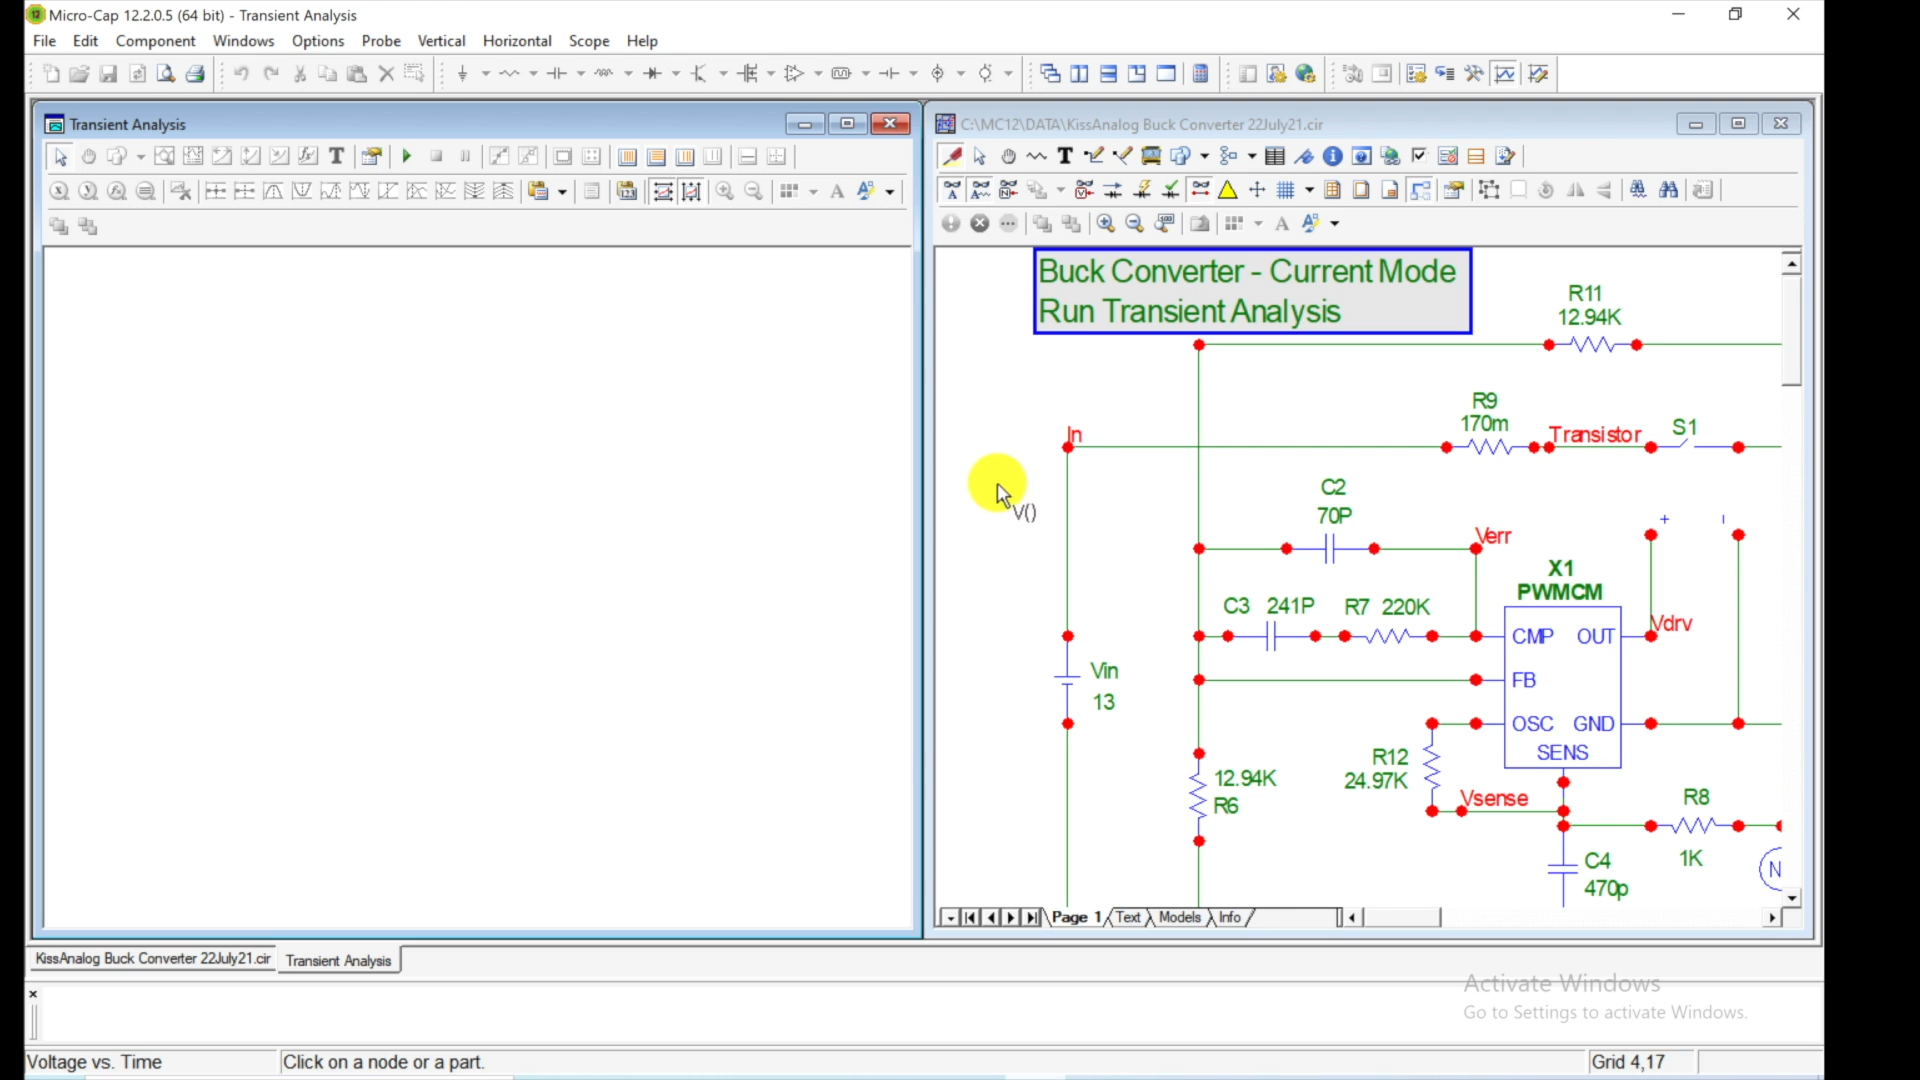 Micro-Cap 12.2.0.5 (64 bit) - Transient Analysis
File Edit Component Windows Options Probe Vertical Horizontal Scope Help
Transient Analysis
C:\MC12\DATA\KissAnalog Buck Converter 22July21.cir
Buck Converter - Current Mode
Run Transient Analysis
R11
12.94K
R9
170m
In
Transistor
S1
C2
70P
V()
Verr
X1
PWMCM
C3 241P R7 220K
Vdrv
CMP OUT
Vin
13
FB
OSC GND
SENS
R12
24.97K
12.94K
R6
Vsense
R8
1K
C4
470p
N
Page 1 Text Models Info
KissAnalog Buck Converter 22July21.cir Transient Analysis
Activate Windows
Go to Settings to activate Windows.
Voltage vs. Time Click on a node or a part. Grid 4,17